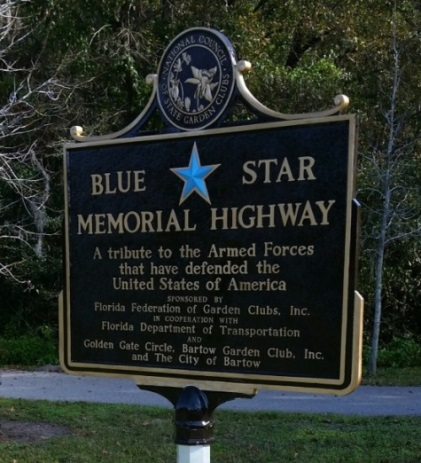 NATIONAL COUNCIL
STATE GARDEN CLUBS
BLUE STAR
MEMORIAL HIGHWAY
A tribute to the Armed Forces
that have defended the
United States of America
SPONSORED BY
Florida Federation of Garden Clubs, Inc.
IN COOPERATION WITH
Florida Department of Transportation
AND
Golden Gate Circle, Bartow Garden Club, Inc.
and The City of Bartow